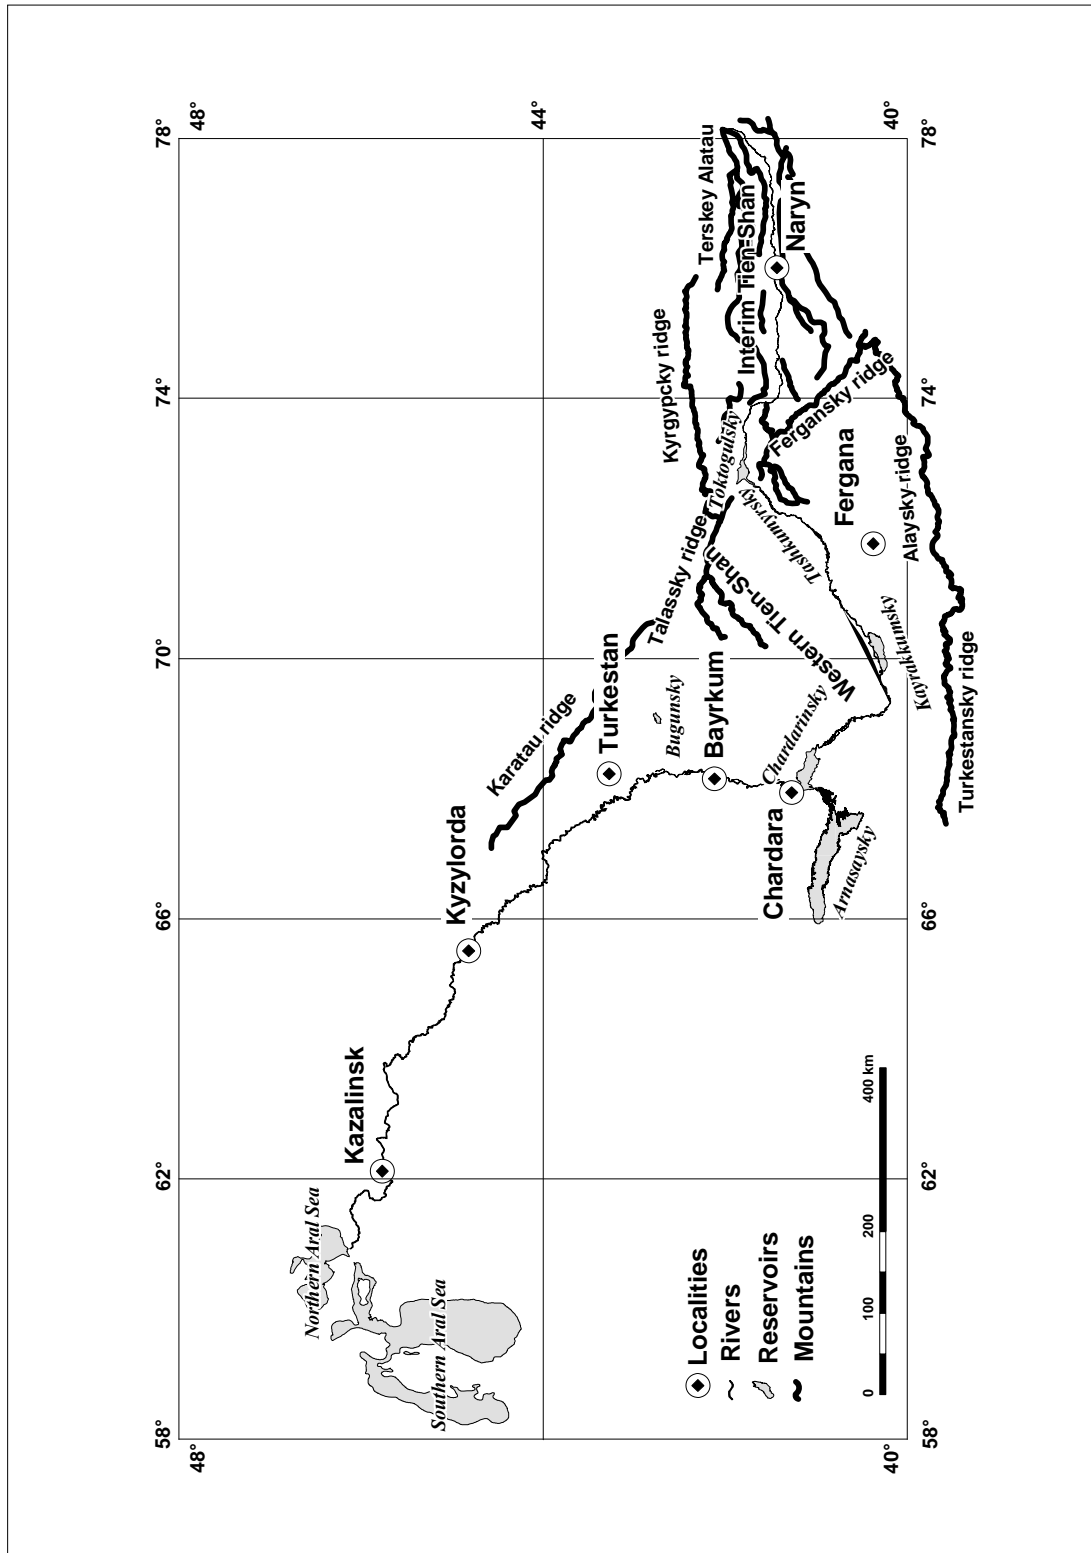 48°
44°
40°
78°
78°
74°
74°
70°
70°
66°
66°
62°
62°
58°
58°
48°
40°
Northern Aral Sea
Southern Aral Sea
Kazalinsk
Kyzylorda
Karatau ridge
Turkestan
Bugunsky
Bayrkum
Chardara
Chardarinsky
Arnasaysky
Talassky ridge
Western Tien-Shan
Kyrgypcky ridge
Toktogulsky
Tashkumyrsky
Kayrakkumsky
Terskey Alatau
Interim Tien-Shan
Naryn
Fergansky ridge
Fergana
Alaysky-ridge
Turkestansky ridge
Localities
Rivers
Reservoirs
Mountains
0
100
200
400 km